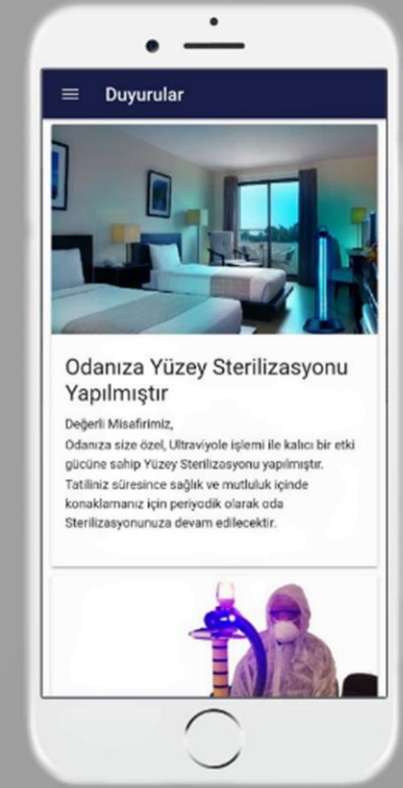 Duyurular
Odanıza Yüzey Sterilizasyonu
Yapılmıştır
Değerli Misafirimiz,
Odanıza size özel, Ultraviyole işlemi ile kalıcı bir etki
gücüne sahip Yüzey Sterilizasyonu yapılmıştır.
Tatiliniz süresince sağlık ve mutluluk içinde
konaklamanız için periyodik olarak oda
Sterilizasyonunuza devam edilecektir.